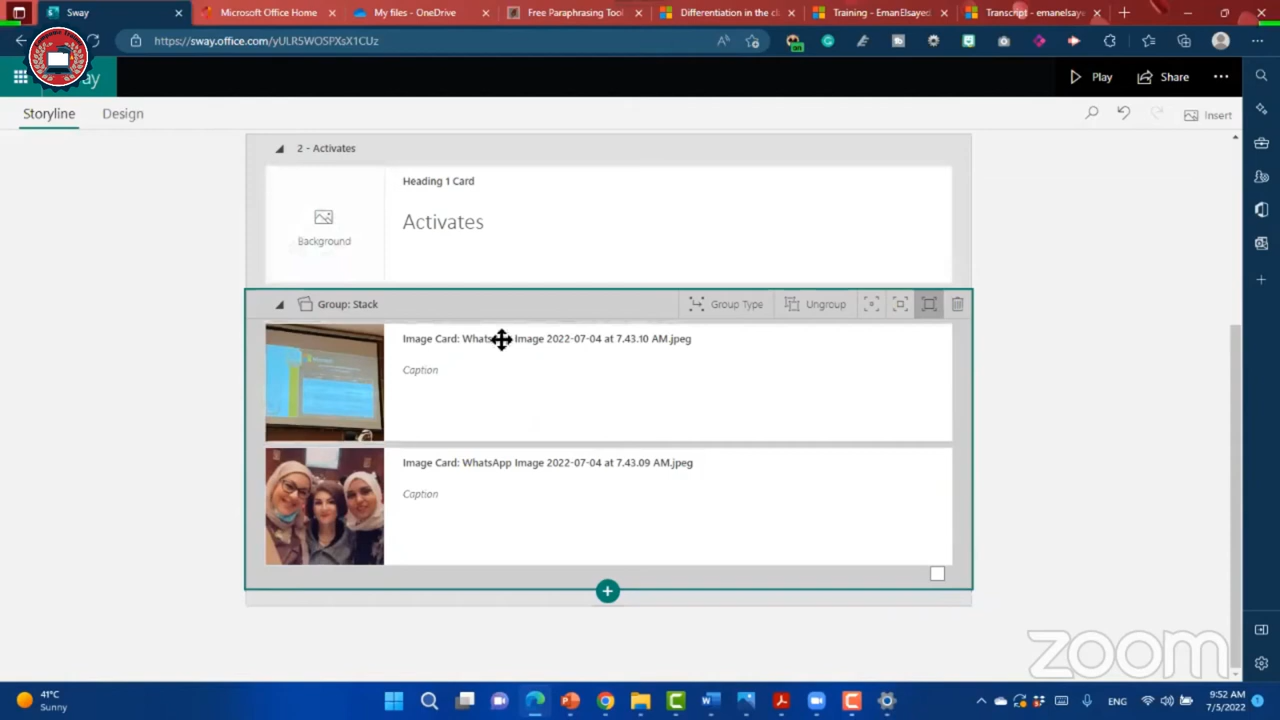 Sway
Microsoft Office Home
My files - OneDrive
Free Paraphrasing Tool
Differentiation in the c
Training - EmanElsayed
Transcript - emanelsaye
https://sway.office.com/yULRSWOSPXsX1CUz
ay
Play
Share
Storyline
Design
Insert
2 - Activates
Heading 1 Card
Activates
Background
Group: Stack
Group Type
Ungroup
Image Card: WhatsApp Image 2022-07-04 at 7.43.10 AM.jpeg
Caption
Image Card: WhatsApp Image 2022-07-04 at 7.43.09 AM.jpeg
Caption
zoom
41°C
Sunny
ENG
9:52 AM
7/5/2022